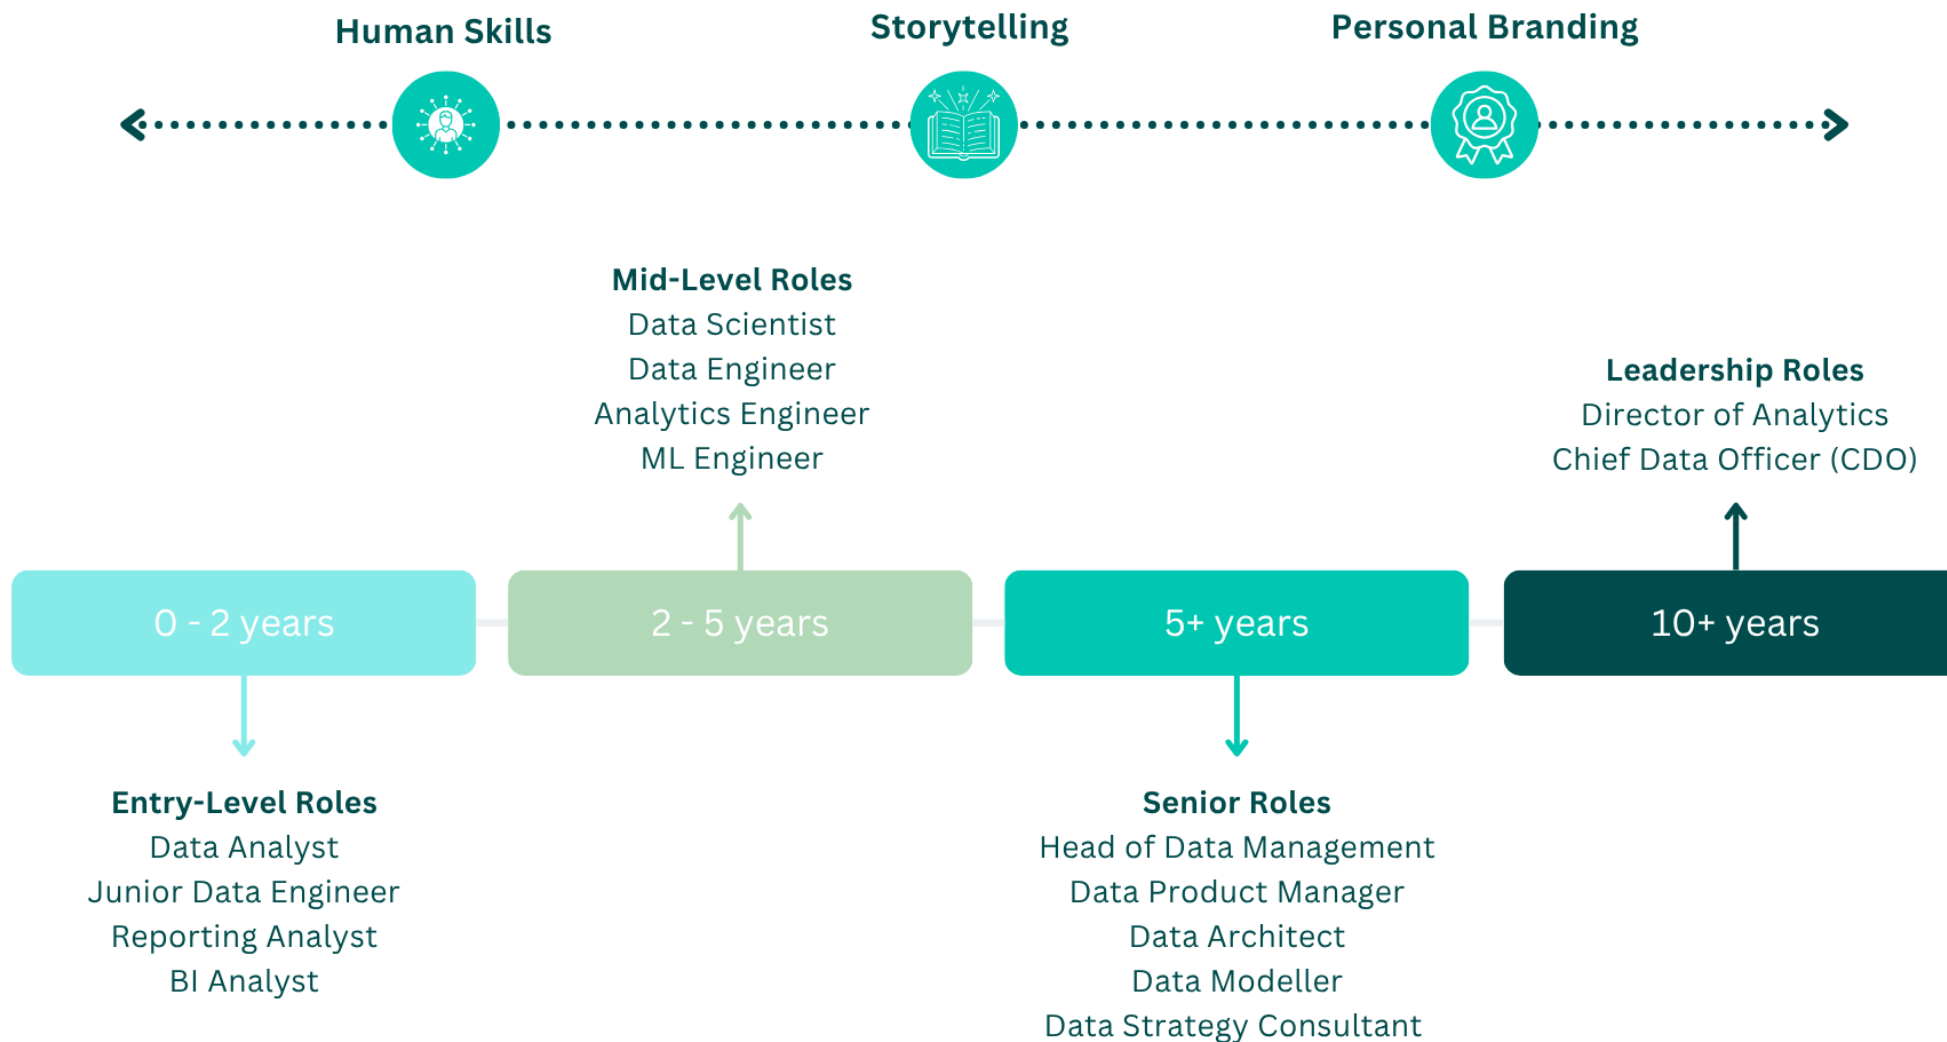 Human Skills
Storytelling
Personal Branding
Mid-Level Roles
Data Scientist
Data Engineer
Analytics Engineer
ML Engineer
Leadership Roles
Director of Analytics
Chief Data Officer (CDO)
0 - 2 years
2 - 5 years
5+ years
10+ years
Entry-Level Roles
Data Analyst
Junior Data Engineer
Reporting Analyst
BI Analyst
Senior Roles
Head of Data Management
Data Product Manager
Data Architect
Data Modeller
Data Strategy Consultant